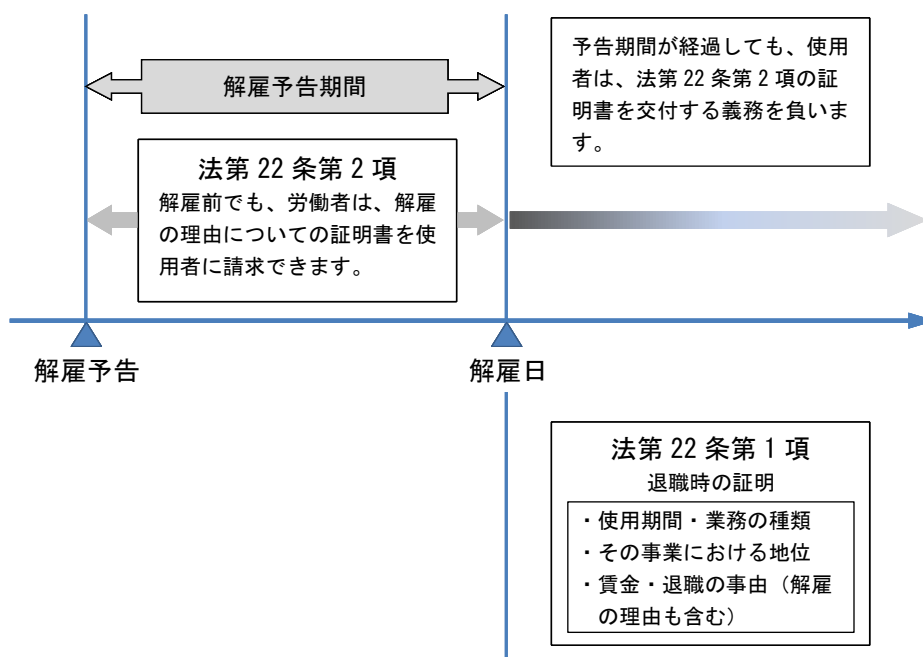 解雇予告期間
予告期間が経過しても、使用
者は、法第 22 条第 2 項の証
明書を交付する義務を負いま
す。
法第 22 条第 2 項
解雇前でも、労働者は、解雇
の理由についての証明書を使
用者に請求できます。
解雇予告
解雇日
法第 22 条第 1 項
退職時の証明
・使用期間・業務の種類
・その事業における地位
・賃金・退職の事由（解雇
の理由も含む）